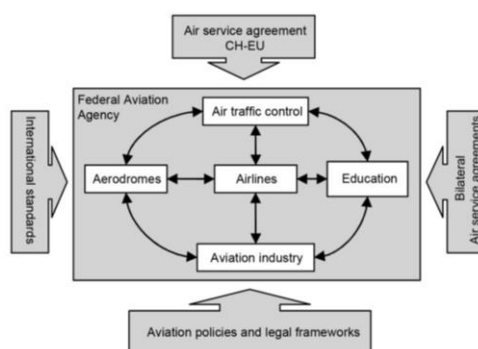 Air service agreement
CH-EU
Federal Aviation
Agency
Air traffic control
International standards
Aerodromes
Airlines
Education
Bilateral
Air service agreements
Aviation industry
Aviation policies and legal frameworks